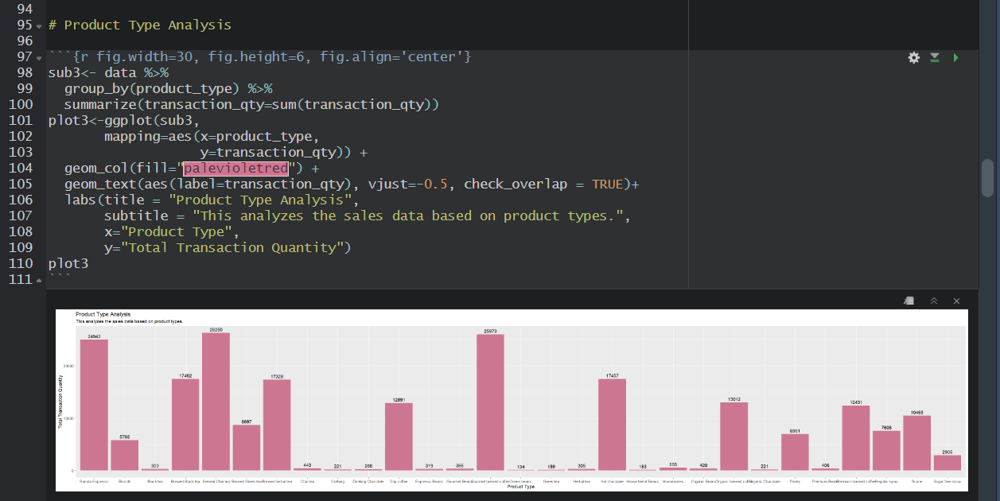 94
95 # Product Type Analysis
96
97 ```{r fig.width=30, fig.height=6, fig.align='center'}
98 sub3<- data %>%
99 group_by(product_type) %>%
100 summarize(transaction_qty=sum(transaction_qty))
101 plot3<-ggplot(sub3,
102 mapping=aes(x=product_type,
103 y=transaction_qty)) +
104 geom_col(fill="palevioletred") +
105 geom_text(aes(label=transaction_qty), vjust=-0.5, check_overlap = TRUE)+
106 labs(title = "Product Type Analysis",
107 subtitle = "This analyzes the sales data based on product types.",
108 x="Product Type",
109 y="Total Transaction Quantity")
110 plot3
111 ```
Product Type Analysis
This analyzes the sales data based on product types.
Total Transaction Quantity
20000
10000
0
24943 5768 303 17462 26250 8697 17328 443 221 266 12891 319 366 25973 134 159 305 17457 183 420 13012 221 6961 406 12431 7606 10465 2905
Barista Espresso Biscotti Black tea Brewed Black tea Brewed Chai tea Brewed Green tea Brewed herbal tea Chai tea Clothing Drinking Chocolate Drip coffee Espresso Beans Gourmet Beans Gourmet brewed coffee Green beans Green tea Herbal tea Hot chocolate House blend Beans Housewares Organic Beans Organic brewed coffee Organic Chocolate Pastry Premium Beans Premium brewed coffee Regular syrup Scone Sugar free syrup
Product Type